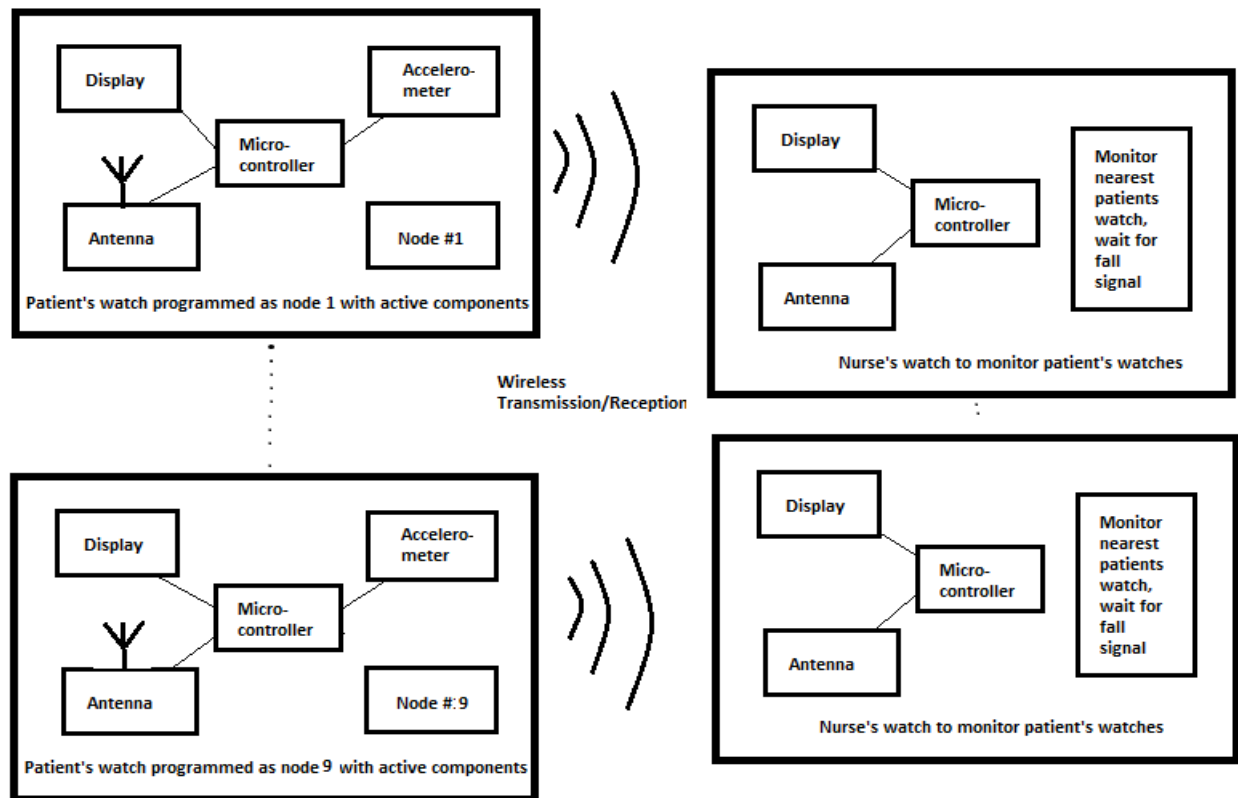 Display
Accelero-
meter
Micro-
controller
Antenna
Node #1
Patient's watch programmed as node 1 with active components
Display
Micro-
controller
Antenna
Monitor
nearest
patients
watch,
wait for
fall
signal
Nurse's watch to monitor patient's watches
Wireless
Transmission/Reception
Display
Accelero-
meter
Micro-
controller
Antenna
Node #:9
Patient's watch programmed as node 9 with active components
Display
Micro-
controller
Antenna
Monitor
nearest
patients
watch,
wait for
fall
signal
Nurse's watch to monitor patient's watches